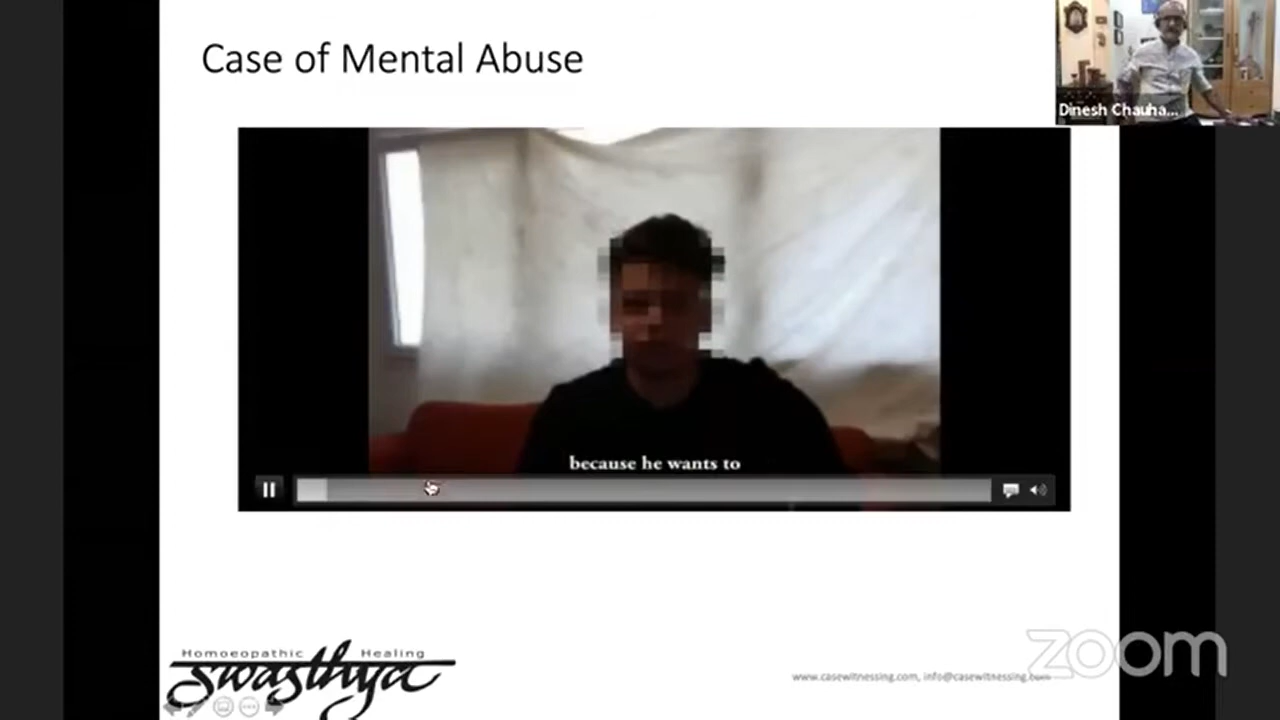 Case of Mental Abuse
Dinesh Chauha...
because he wants to
Homoeopathic Healing
swasthya
www.casewitnessing.com, info@casewitnessing.com
zoom